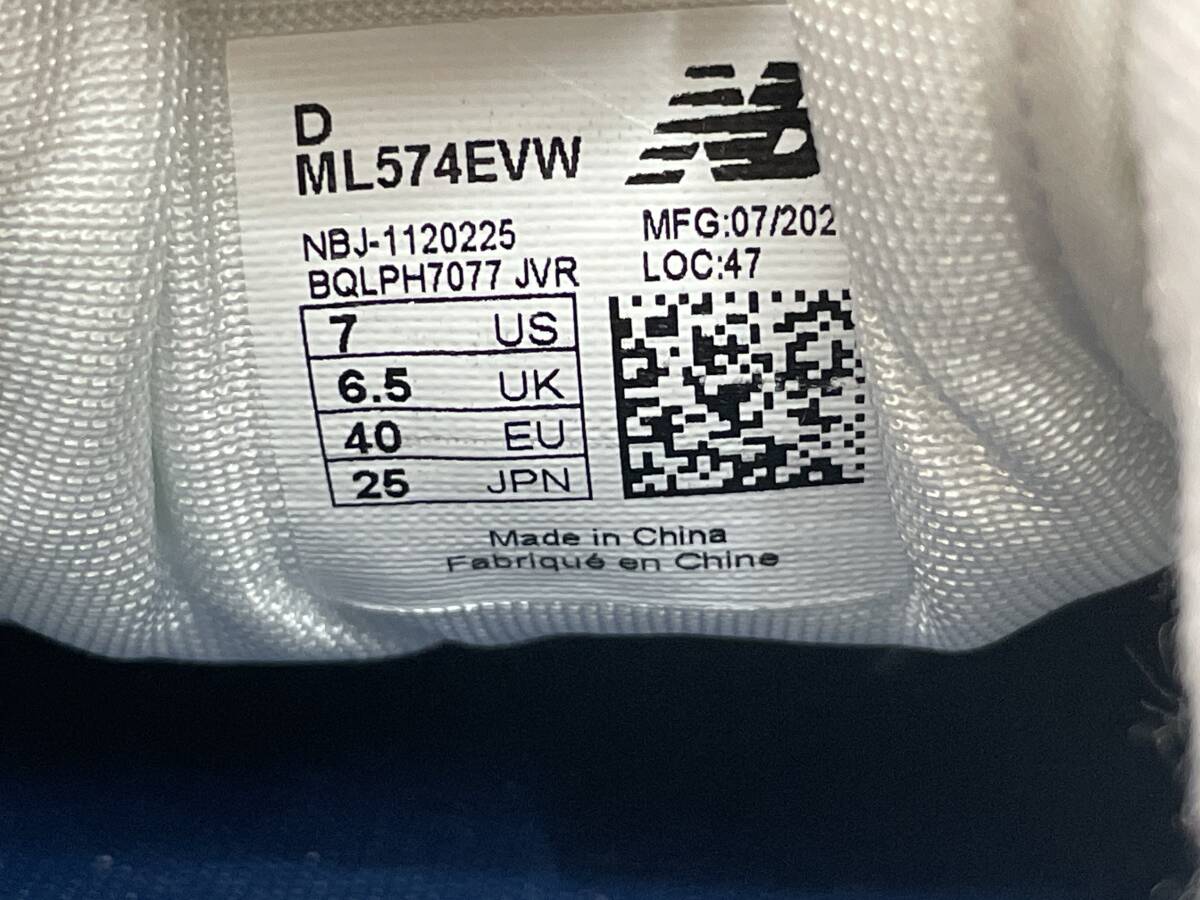 D
ML574EVW
NBJ-1120225
BQLPH7077 JVR
MFG:07/202
LOC:47
7 US
6.5 UK
40 EU
25 JPN
Made in China
Fabriqué en Chine